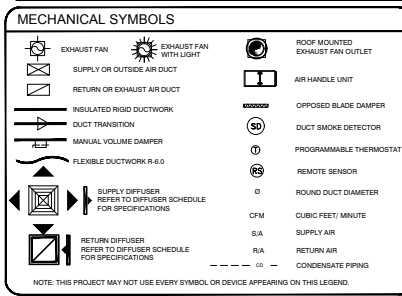 MECHANICAL SYMBOLS
EXHAUST FAN
EXHAUST FAN
WITH LIGHT
SUPPLY OR OUTSIDE AIR DUCT
RETURN OR EXHAUST AIR DUCT
INSULATED RIGID DUCTWORK
DUCT TRANSITION
MANUAL VOLUME DAMPER
FLEXIBLE DUCTWORK R-6.0
SUPPLY DIFFUSER
REFER TO DIFFUSER SCHEDULE
FOR SPECIFICATIONS
RETURN DIFFUSER
REFER TO DIFFUSER SCHEDULE
FOR SPECIFICATIONS
ROOF MOUNTED
EXHAUST FAN OUTLET
AIR HANDLE UNIT
OPPOSED BLADE DAMPER
SD DUCT SMOKE DETECTOR
T PROGRAMMABLE THERMOSTAT
RS REMOTE SENSOR
Ø ROUND DUCT DIAMETER
CFM CUBIC FEET/ MINUTE
S/A SUPPLY AIR
R/A RETURN AIR
CD CONDENSATE PIPING
NOTE: THIS PROJECT MAY NOT USE EVERY SYMBOL OR DEVICE APPEARING ON THIS LEGEND.